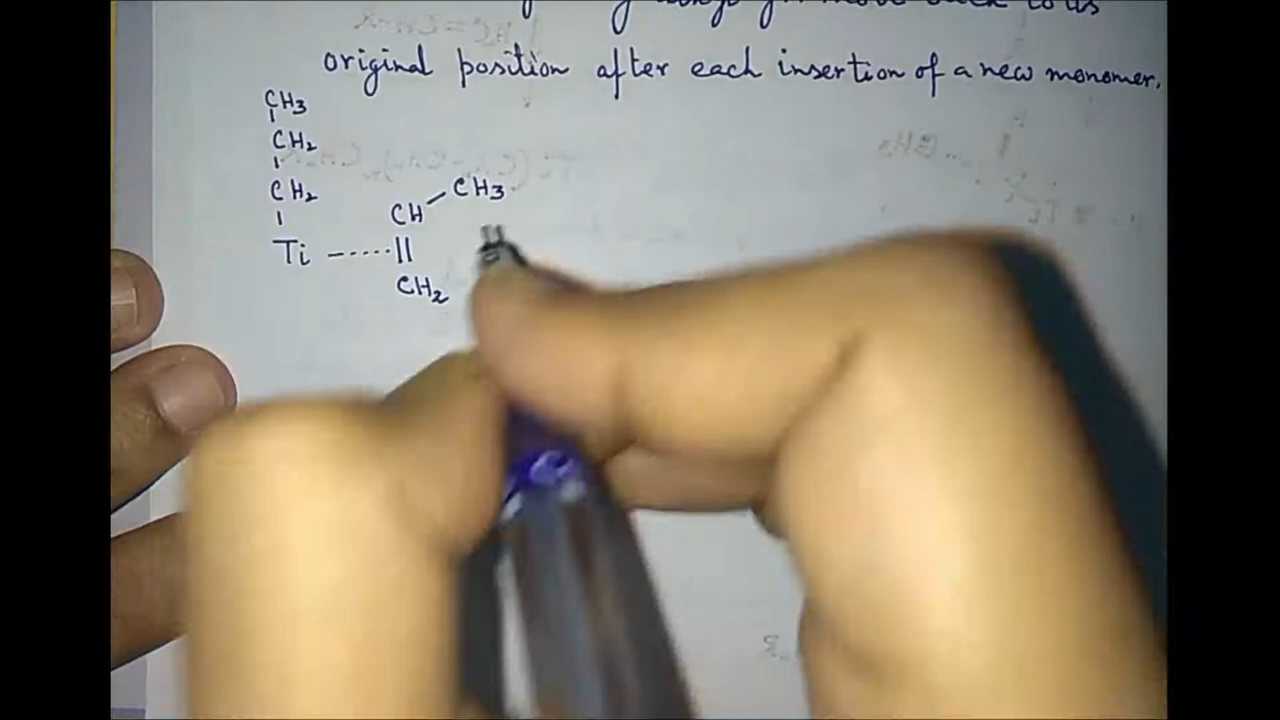 original position after each insertion of a new monomer.
CH3
CH2
CH2
CH CH3
Ti -----||
CH2